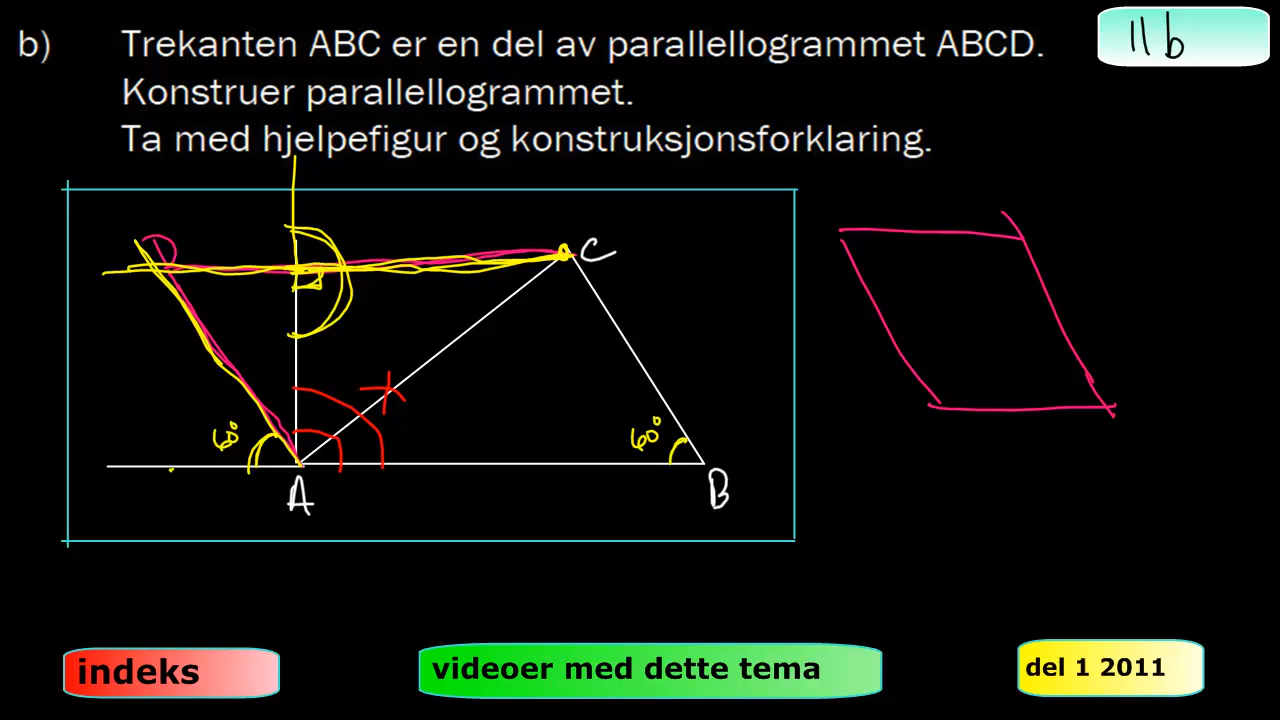 b) Trekanten ABC er en del av parallellogrammet ABCD.
11b
Konstruer parallellogrammet.
Ta med hjelpefigur og konstruksjonsforklaring.
D
C
60°
60°
A
B
indeks
videoer med dette tema
del 1 2011